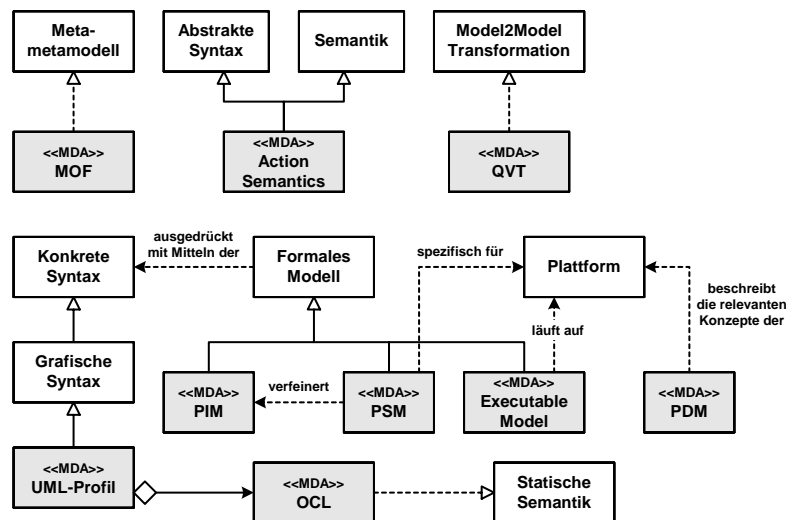 Meta-
metamodell
Abstrakte
Syntax
Semantik
Model2Model
Transformation
<<MDA>>
MOF
<<MDA>>
Action
Semantics
<<MDA>>
QVT
Konkrete
Syntax
ausgedrückt
mit Mitteln der
Formales
Modell
spezifisch für
Plattform
beschreibt
die relevanten
Konzepte der
läuft auf
Grafische
Syntax
<<MDA>>
PIM
verfeinert
<<MDA>>
PSM
<<MDA>>
Executable
Model
<<MDA>>
PDM
<<MDA>>
UML-Profil
<<MDA>>
OCL
Statische
Semantik